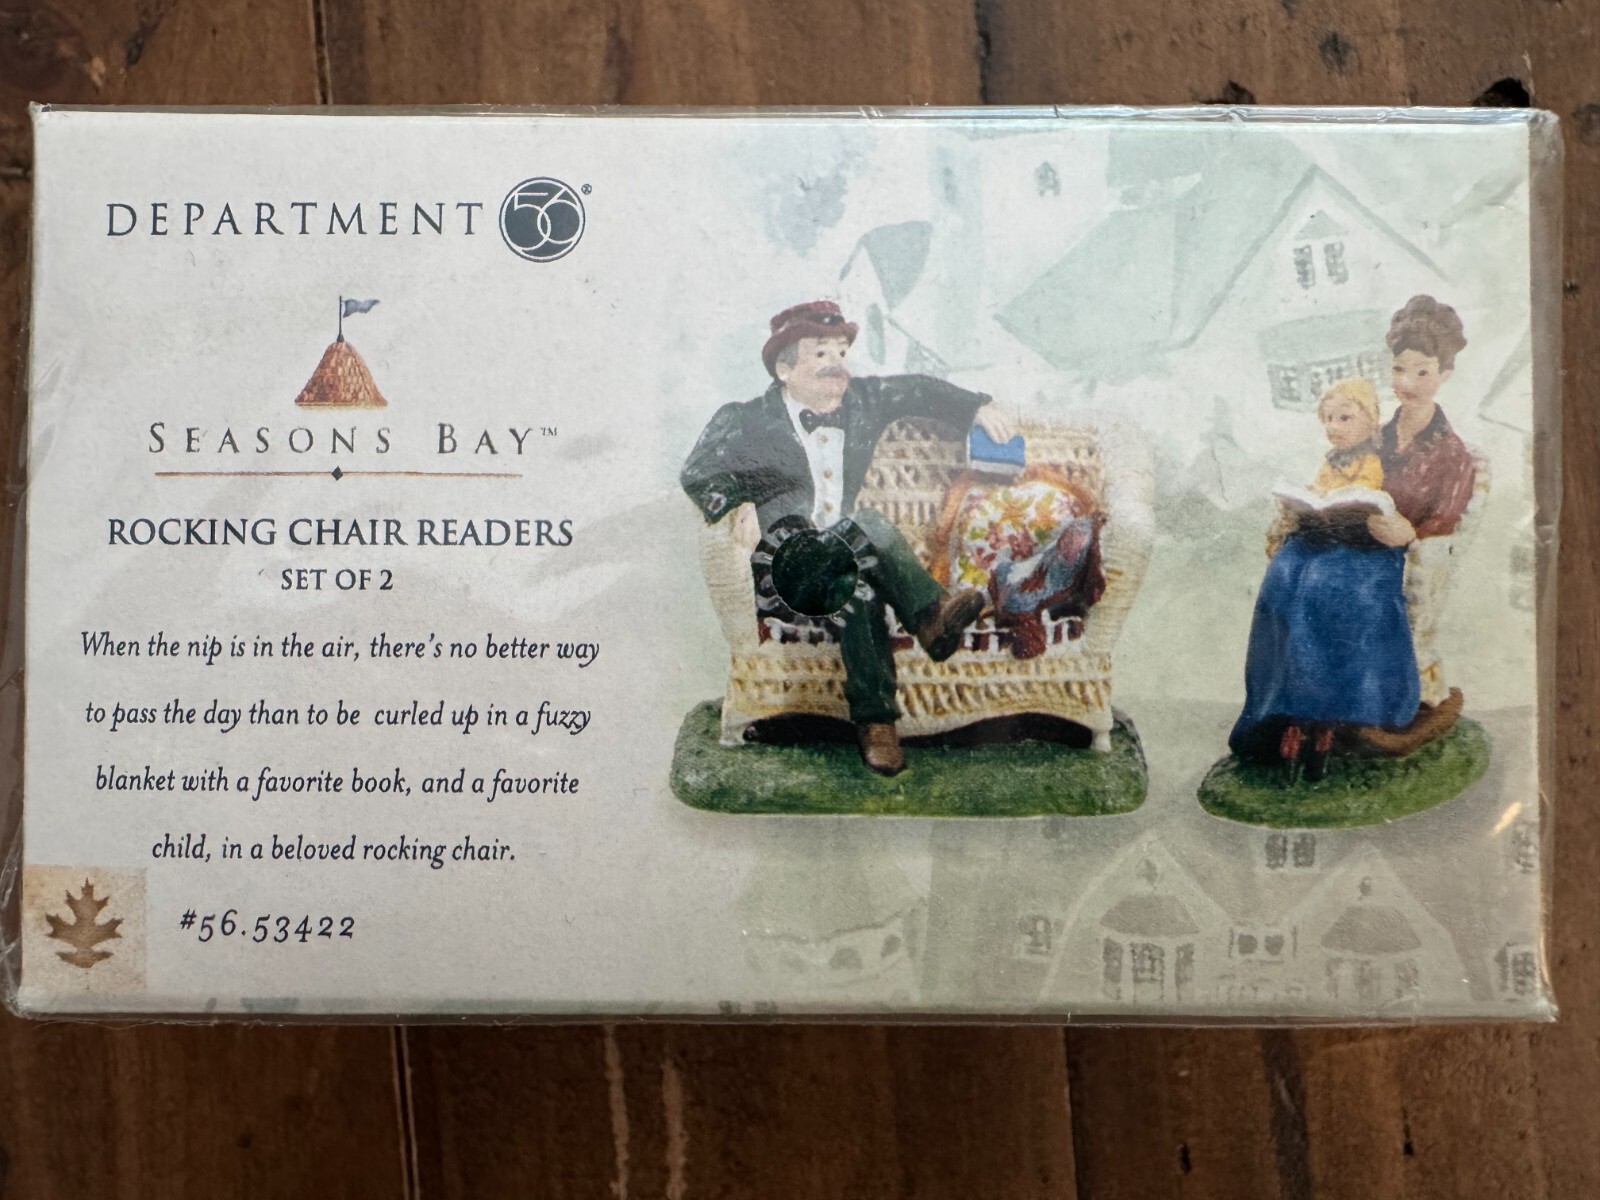 DEPARTMENT 56®
SEASONS BAY™
ROCKING CHAIR READERS
SET OF 2
When the nip is in the air, there's no better way
to pass the day than to be curled up in a fuzzy
blanket with a favorite book, and a favorite
child, in a beloved rocking chair.
#56.53422